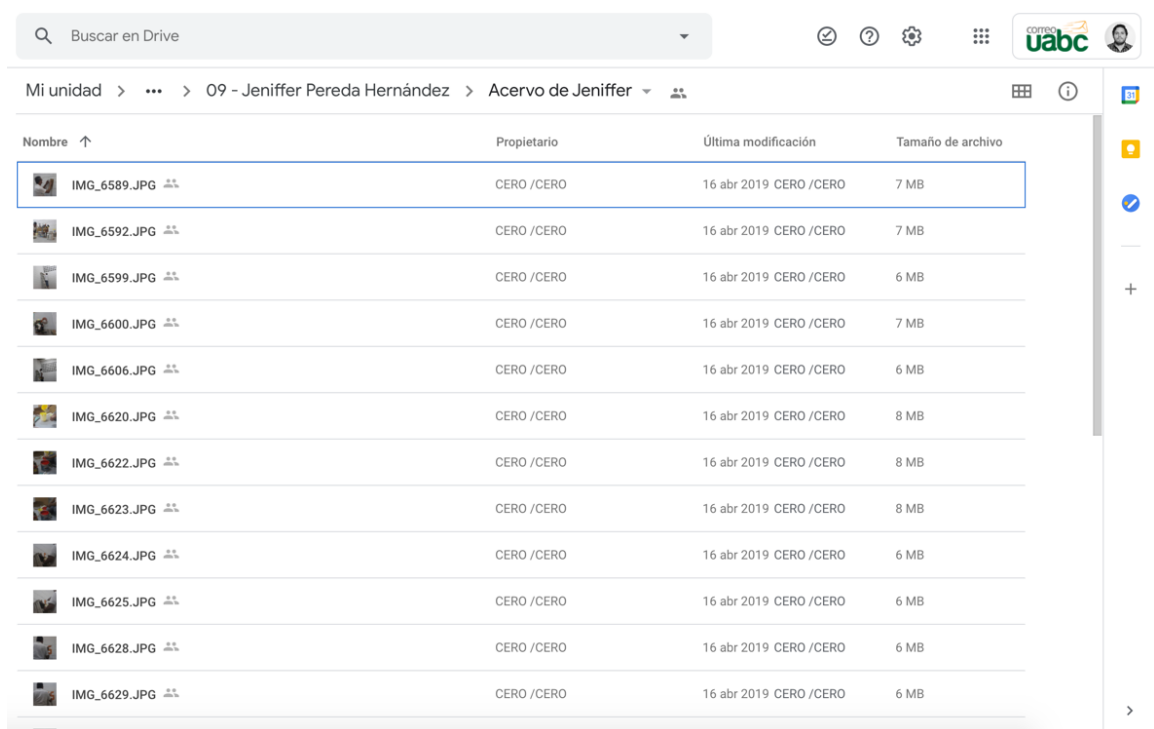 Buscar en Drive
correo
uabc
Mi unidad > ••• > 09 - Jeniffer Pereda Hernández > Acervo de Jeniffer
31
Nombre ↑ Propietario Última modificación Tamaño de archivo
IMG_6589.JPG CERO /CERO 16 abr 2019 CERO /CERO 7 MB
IMG_6592.JPG CERO /CERO 16 abr 2019 CERO /CERO 7 MB
IMG_6599.JPG CERO /CERO 16 abr 2019 CERO /CERO 6 MB
IMG_6600.JPG CERO /CERO 16 abr 2019 CERO /CERO 7 MB
IMG_6606.JPG CERO /CERO 16 abr 2019 CERO /CERO 6 MB
IMG_6620.JPG CERO /CERO 16 abr 2019 CERO /CERO 8 MB
IMG_6622.JPG CERO /CERO 16 abr 2019 CERO /CERO 8 MB
IMG_6623.JPG CERO /CERO 16 abr 2019 CERO /CERO 8 MB
IMG_6624.JPG CERO /CERO 16 abr 2019 CERO /CERO 6 MB
IMG_6625.JPG CERO /CERO 16 abr 2019 CERO /CERO 6 MB
IMG_6628.JPG CERO /CERO 16 abr 2019 CERO /CERO 6 MB
IMG_6629.JPG CERO /CERO 16 abr 2019 CERO /CERO 6 MB